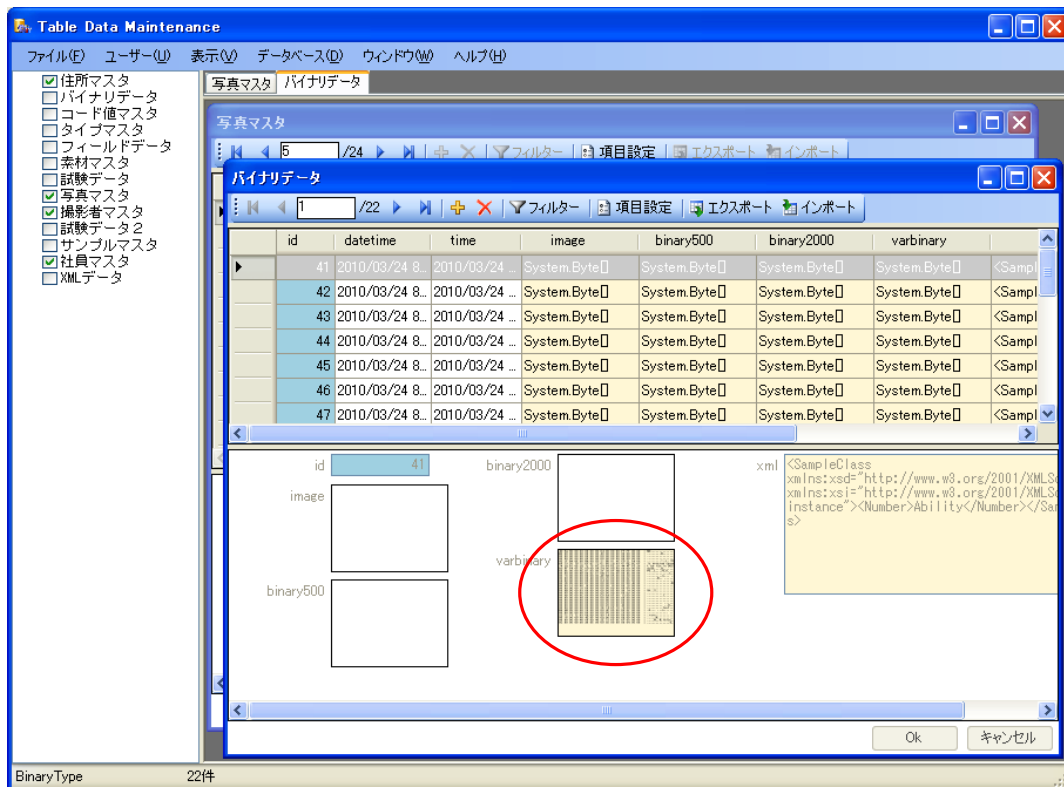 Table Data Maintenance
ファイル(F) ユーザー(U) 表示(V) データベース(D) ウィンドウ(W) ヘルプ(H)
住所マスタ
バイナリデータ
コード値マスタ
タイプマスタ
フィールドデータ
素材マスタ
試験データ
写真マスタ
撮影者マスタ
試験データ２
サンプルマスタ
社員マスタ
XMLデータ
写真マスタ バイナリデータ
写真マスタ
5 /24 フィルター 項目設定 エクスポート インポート
バイナリデータ
1 /22 フィルター 項目設定 エクスポート インポート
id datetime time image binary500 binary2000 varbinary
41 2010/03/24 8... 2010/03/24 ... System.Byte[] System.Byte[] System.Byte[] System.Byte[] <Sampl
42 2010/03/24 8... 2010/03/24 ... System.Byte[] System.Byte[] System.Byte[] System.Byte[] <Sampl
43 2010/03/24 8... 2010/03/24 ... System.Byte[] System.Byte[] System.Byte[] System.Byte[] <Sampl
44 2010/03/24 8... 2010/03/24 ... System.Byte[] System.Byte[] System.Byte[] System.Byte[] <Sampl
45 2010/03/24 8... 2010/03/24 ... System.Byte[] System.Byte[] System.Byte[] System.Byte[] <Sampl
46 2010/03/24 8... 2010/03/24 ... System.Byte[] System.Byte[] System.Byte[] System.Byte[] <Sampl
47 2010/03/24 8... 2010/03/24 ... System.Byte[] System.Byte[] System.Byte[] System.Byte[] <Sampl
id 41
image
binary500
binary2000
varbinary
xml <SampleClass
xmlns:xsd="http://www.w3.org/2001/XMLSc
xmlns:xsi="http://www.w3.org/2001/XMLSc
instance"><Number>Ability</Number></Sam
s>
Ok キャンセル
BinaryType 22件